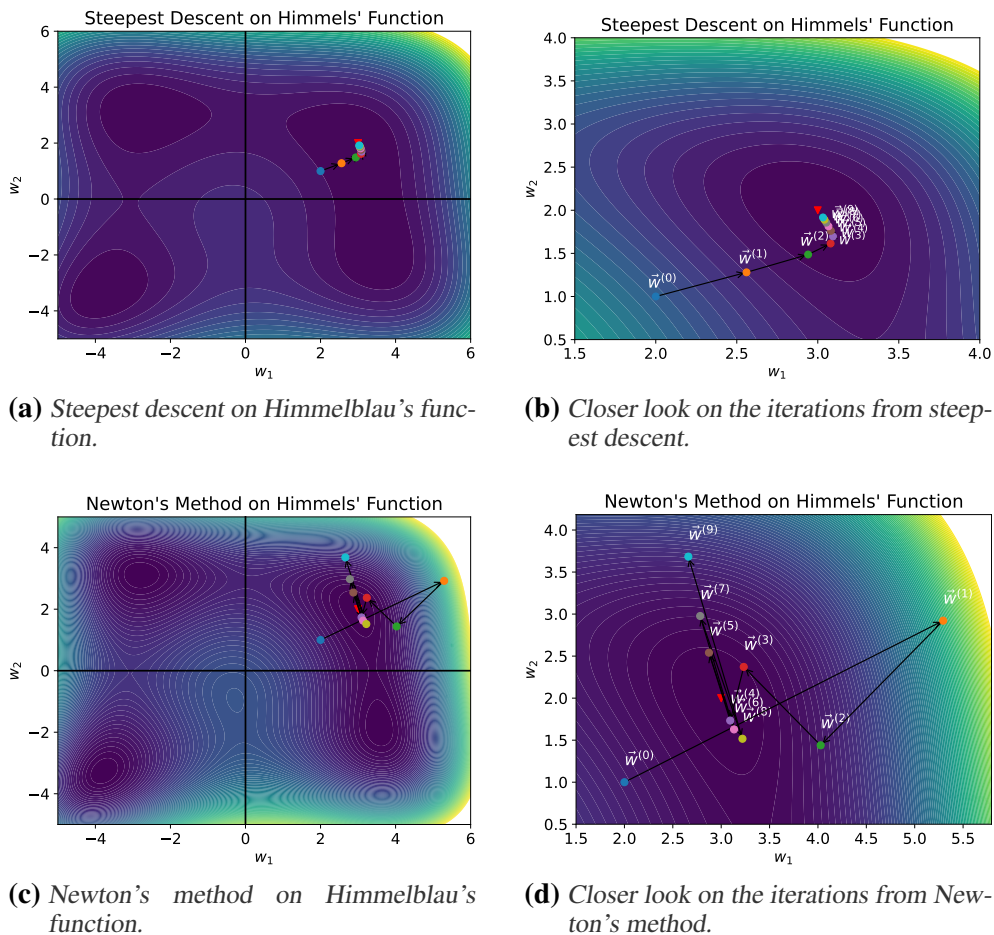 Steepest Descent on Himmels' Function
6
4
2
0
−2
−4
w₂
−4 −2 0 2 4 6
w₁
(a) Steepest descent on Himmelblau's func-
tion.
Steepest Descent on Himmels' Function
4.0
3.5
3.0
2.5
2.0
1.5
1.0
0.5
w₂
w⃗⁽⁰⁾
w⃗⁽¹⁾
w⃗⁽²⁾
w⃗⁽³⁾
w⃗⁽⁴⁾
w⃗⁽⁹⁾
1.5 2.0 2.5 3.0 3.5 4.0
w₁
(b) Closer look on the iterations from steep-
est descent.
Newton's Method on Himmels' Function
4
2
0
−2
−4
w₂
−4 −2 0 2 4 6
w₁
(c) Newton's method on Himmelblau's
function.
Newton's Method on Himmels' Function
4.0
3.5
3.0
2.5
2.0
1.5
1.0
0.5
w₂
w⃗⁽⁹⁾
w⃗⁽¹⁾
w⃗⁽⁷⁾
w⃗⁽⁵⁾
w⃗⁽³⁾
w⃗⁽⁴⁾
w⃗⁽⁶⁾
w⃗⁽⁸⁾
w⃗⁽²⁾
w⃗⁽⁰⁾
1.5 2.0 2.5 3.0 3.5 4.0 4.5 5.0 5.5
w₁
(d) Closer look on the iterations from New-
ton's method.